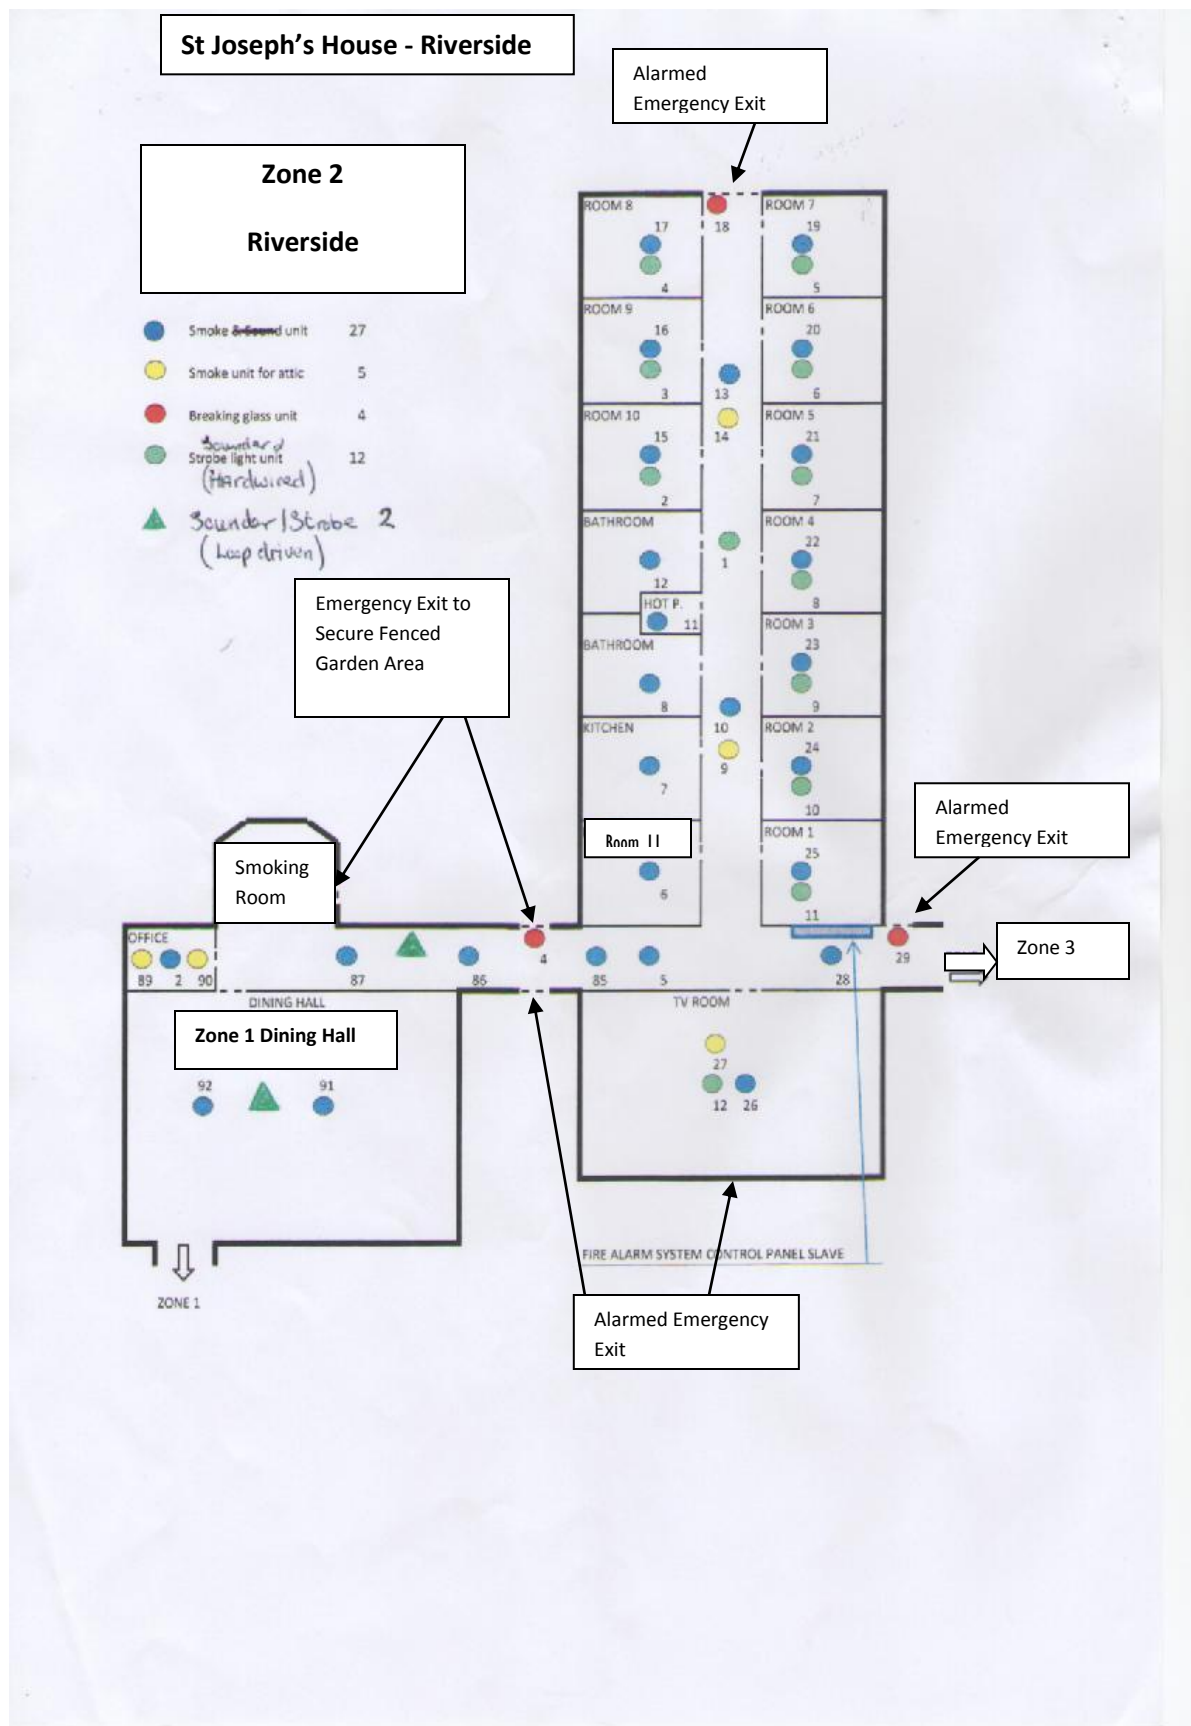 St Joseph's House - Riverside
Alarmed
Emergency Exit
Zone 2
Riverside
Smoke & Sound unit 27
Smoke unit for attic 5
Breaking glass unit 4
Sounder &
Strobe light unit 12
(Hardwired)
Sounder/Strobe 2
(Loop driven)
Emergency Exit to
Secure Fenced
Garden Area
ROOM 8
17
4
18
ROOM 7
19
5
ROOM 9
16
3
13
ROOM 6
20
6
ROOM 10
15
2
14
ROOM 5
21
7
BATHROOM
12
1
ROOM 4
22
8
HOT P.
11
BATHROOM
8
10
ROOM 3
23
9
KITCHEN
7
9
ROOM 2
24
10
Room 11
6
ROOM 1
25
11
Alarmed
Emergency Exit
Smoking
Room
OFFICE
89 2 90
87
86
4
85
5
28
29
Zone 3
DINING HALL
Zone 1 Dining Hall
92
91
TV ROOM
27
12 26
ZONE 1
FIRE ALARM SYSTEM CONTROL PANEL SLAVE
Alarmed Emergency
Exit